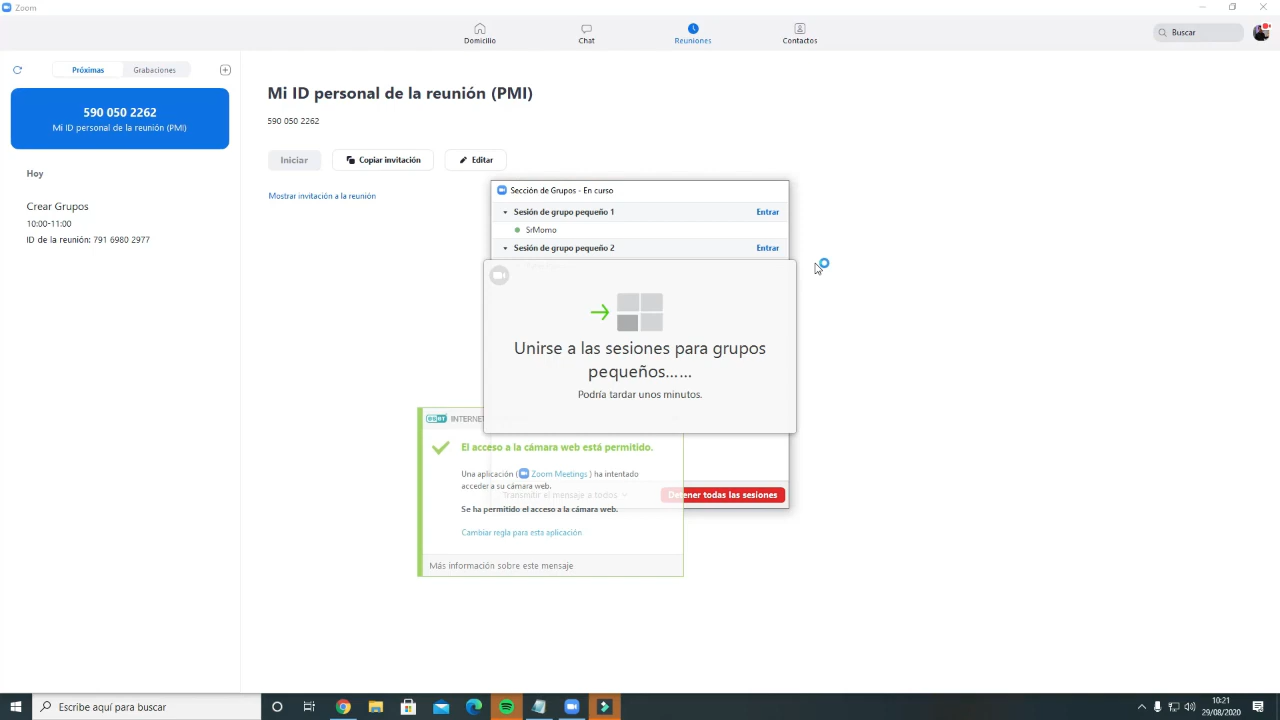 Zoom
Domicilio
Chat
Reuniones
Contactos
Buscar
Próximas
Grabaciones
590 050 2262
Mi ID personal de la reunión (PMI)
Hoy
Crear Grupos
10:00-11:00
ID de la reunión: 791 6980 2977
Mi ID personal de la reunión (PMI)
590 050 2262
Iniciar
Copiar invitación
Editar
Mostrar invitación a la reunión
Sección de Grupos - En curso
Sesión de grupo pequeño 1
Entrar
SrMomo
Sesión de grupo pequeño 2
Entrar
Unirse a las sesiones para grupos
pequeños......
Podría tardar unos minutos.
eset INTERNET
El acceso a la cámara web está permitido.
Una aplicación ( Zoom Meetings ) ha intentado
acceder a su cámara web.
Transmitir el mensaje a todos
Detener todas las sesiones
Se ha permitido el acceso a la cámara web.
Cambiar regla para esta aplicación
Más información sobre este mensaje
Escribe aquí para buscar
10:21
29/08/2020